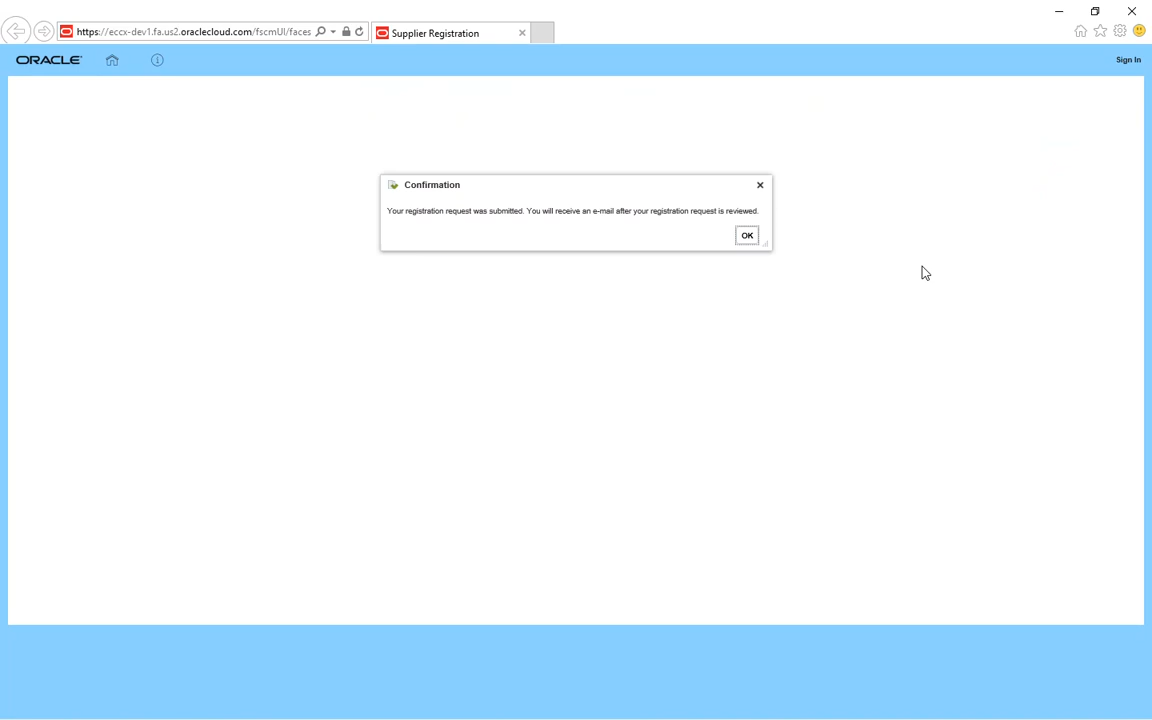 https://eccx-dev1.fa.us2.oraclecloud.com/fscmUI/faces
Supplier Registration
ORACLE
Sign In
Confirmation
Your registration request was submitted. You will receive an e-mail after your registration request is reviewed.
OK